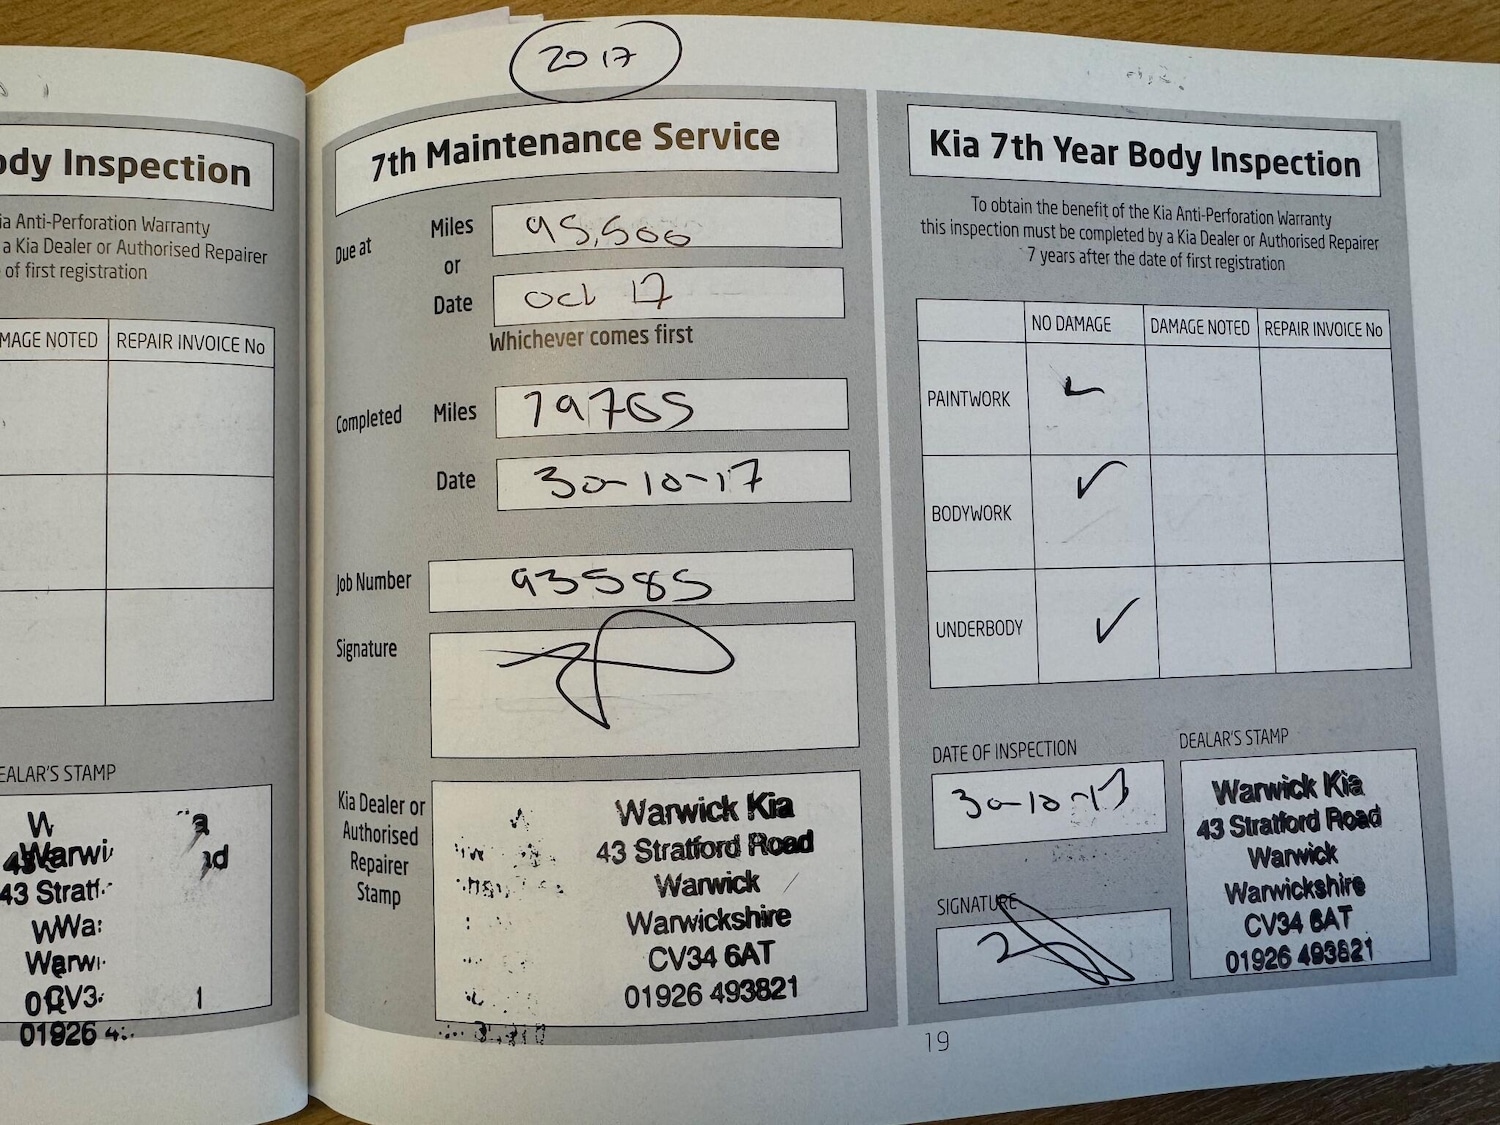 ody Inspection
ia Anti-Perforation Warranty
a Kia Dealer or Authorised Repairer
of first registration
MAGE NOTED REPAIR INVOICE No
EALAR'S STAMP
01926
2017
7th Maintenance Service
Due at
Miles 95,500
or
Date Oct 17
Whichever comes first
Completed Miles 79765
Date 30-10-17
Job Number 93585
Signature
Kia Dealer or
Authorised
Repairer
Stamp
Warwick Kia
43 Stratford Road
Warwick
Warwickshire
CV34 6AT
01926 493821
Kia 7th Year Body Inspection
To obtain the benefit of the Kia Anti-Perforation Warranty
this inspection must be completed by a Kia Dealer or Authorised Repairer
7 years after the date of first registration
NO DAMAGE DAMAGE NOTED REPAIR INVOICE No
PAINTWORK
BODYWORK
UNDERBODY
DATE OF INSPECTION
30-10-17
SIGNATURE
DEALAR'S STAMP
Warwick Kia
43 Stratford Road
Warwick
Warwickshire
CV34 6AT
01926 493821
19